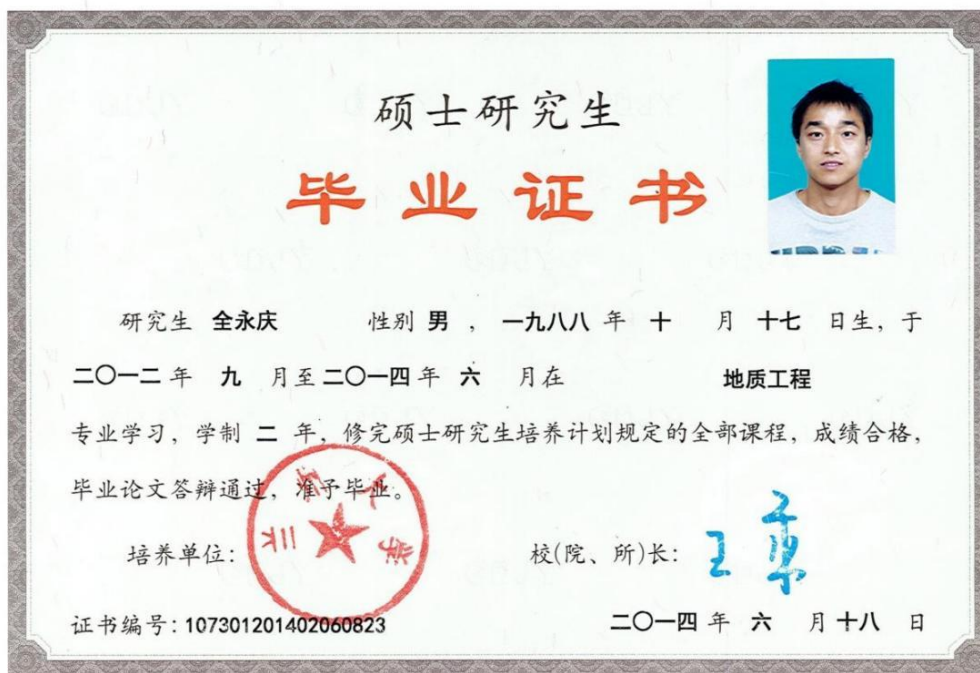 硕士研究生
毕业证书
研究生 全永庆 性别 男 ，一九八八 年 十 月 十七 日生，于
二〇一二 年 九 月至 二〇一四 年 六 月在 地质工程
专业学习，学制 二 年，修完硕士研究生培养计划规定的全部课程，成绩合格，
毕业论文答辩通过，准予毕业。
培养单位： 校(院、所)长：
证书编号：107301201402060823 二〇一四 年 六 月 十八 日